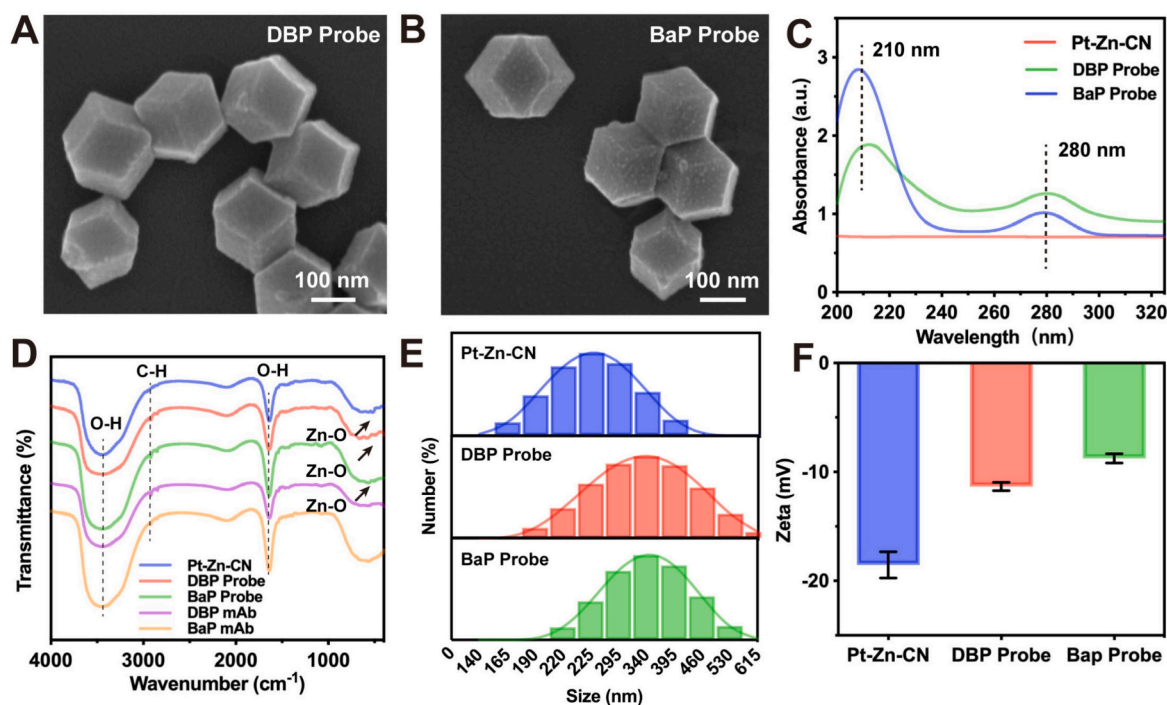 A
DBP Probe
100 nm
B
BaP Probe
100 nm
C
Absorbance (a.u.)
3
2
1
0
210 nm
280 nm
Pt-Zn-CN
DBP Probe
BaP Probe
200 220 240 260 280 300 320
Wavelength (nm)
D
Transmittance (%)
O-H
C-H
O-H
Zn-O
Zn-O
Zn-O
Pt-Zn-CN
DBP Probe
BaP Probe
DBP mAb
BaP mAb
4000 3000 2000 1000
Wavenumber (cm⁻¹)
E
Number (%)
Pt-Zn-CN
DBP Probe
BaP Probe
0 140 165 190 220 225 295 340 395 460 530 615
Size (nm)
F
Zeta (mV)
0
-10
-20
Pt-Zn-CN DBP Probe Bap Probe